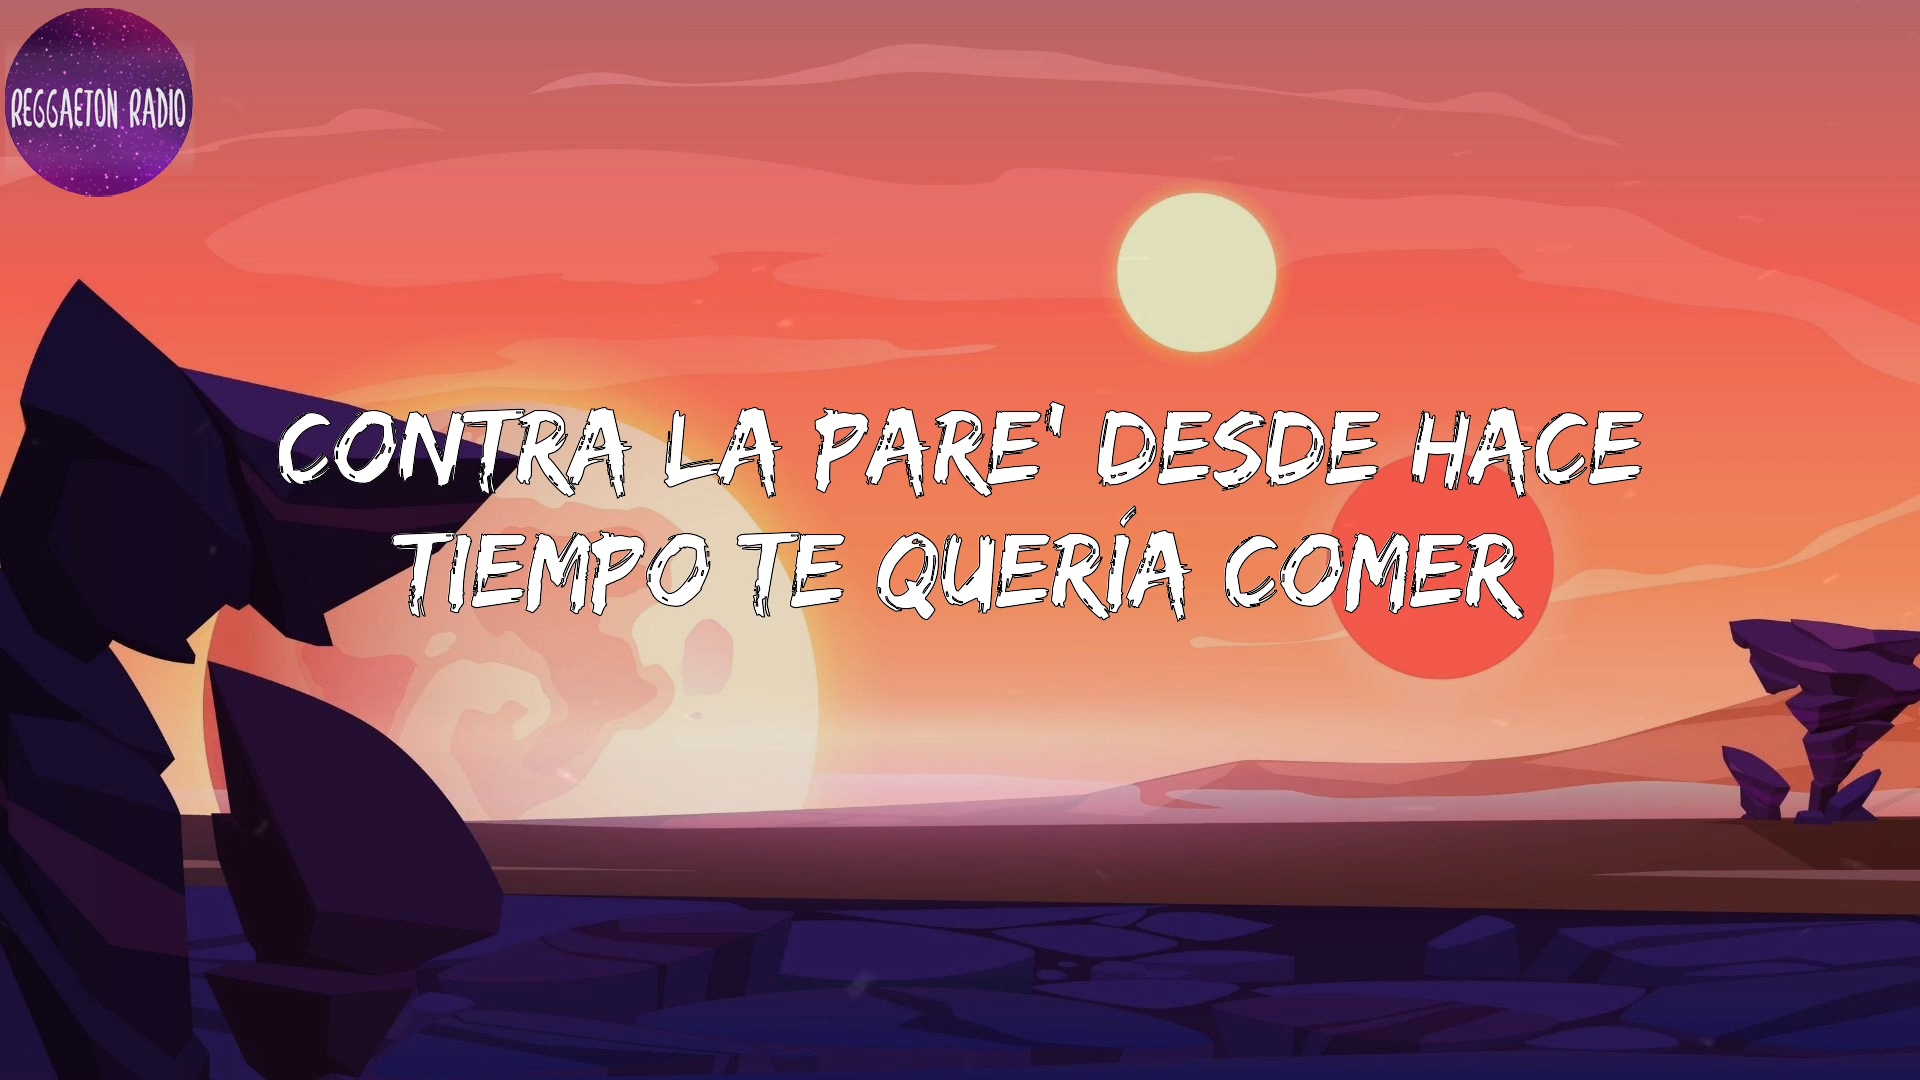 REGGAETON RADIO
CONTRA LA PARE' DESDE HACE
TIEMPO TE QUERÍA COMER